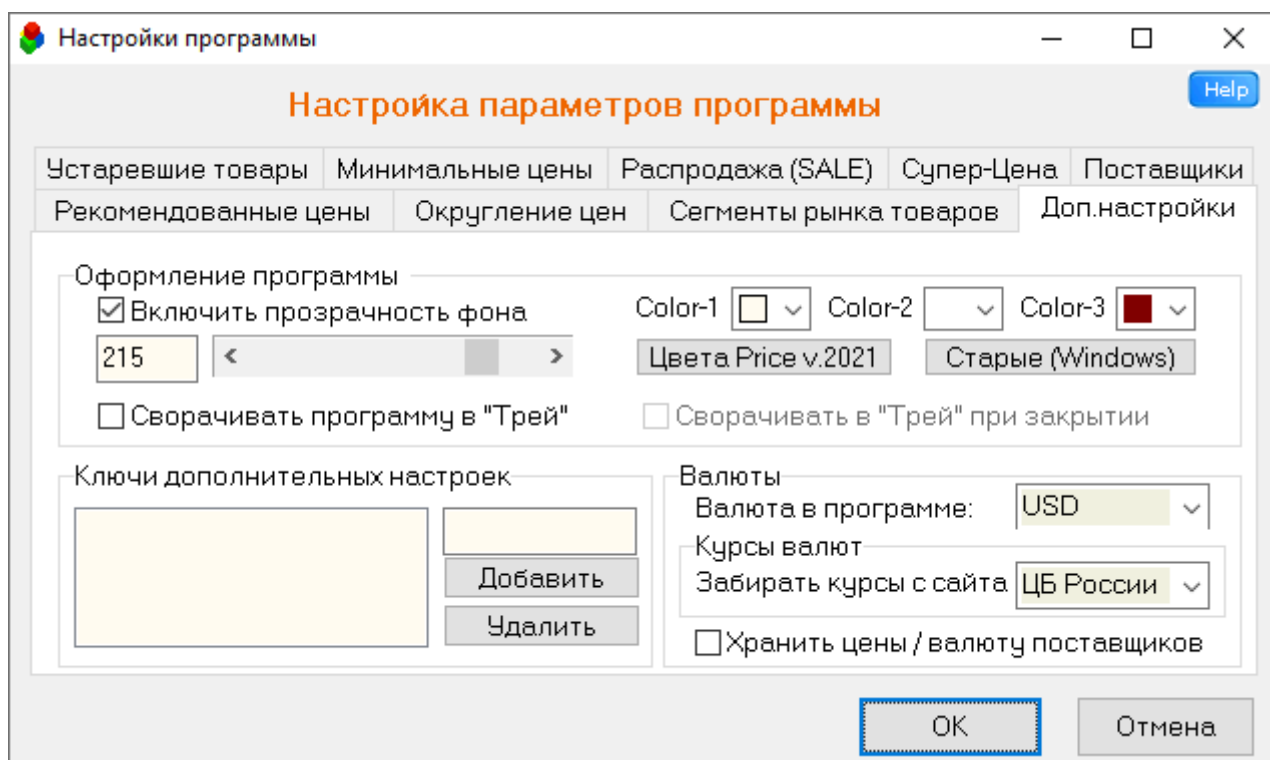 Настройки программы
Help
Настройка параметров программы
Устаревшие товары Минимальные цены Распродажа (SALE) Супер-Цена Поставщики
Рекомендованные цены Округление цен Сегменты рынка товаров Доп.настройки
Оформление программы
Включить прозрачность фона Color-1 Color-2 Color-3
215 Цвета Price v.2021 Старые (Windows)
Сворачивать программу в "Трей" Сворачивать в "Трей" при закрытии
Ключи дополнительных настроек
Добавить
Удалить
Валюты
Валюта в программе: USD
Курсы валют
Забирать курсы с сайта ЦБ России
Хранить цены / валюту поставщиков
OK Отмена